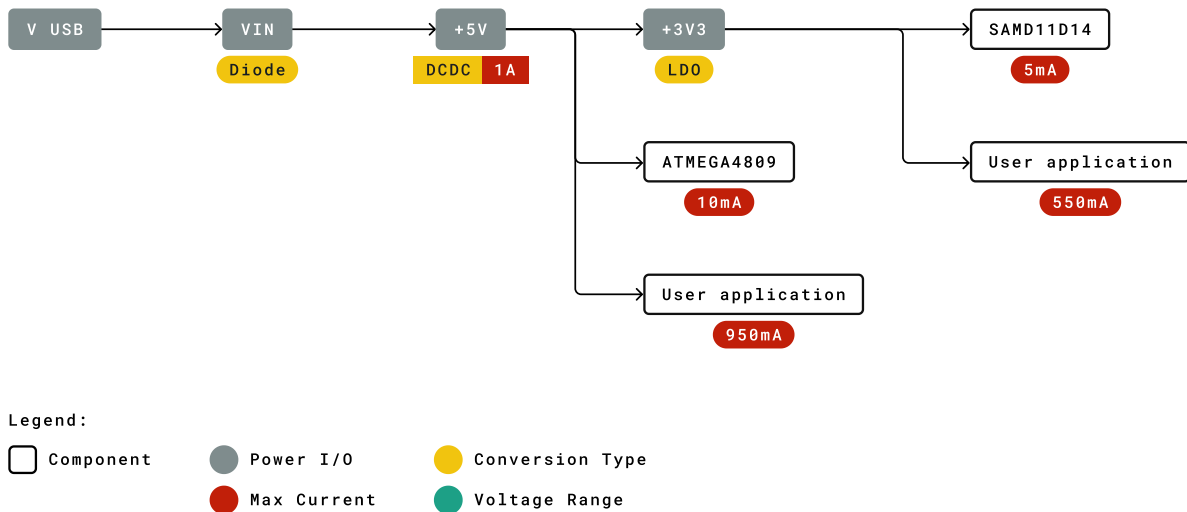 V USB
VIN
+5V
+3V3
SAMD11D14
Diode
DCDC 1A
LDO
5mA
ATMEGA4809
User application
10mA
550mA
User application
950mA
Legend:
Component
Power I/O
Conversion Type
Max Current
Voltage Range